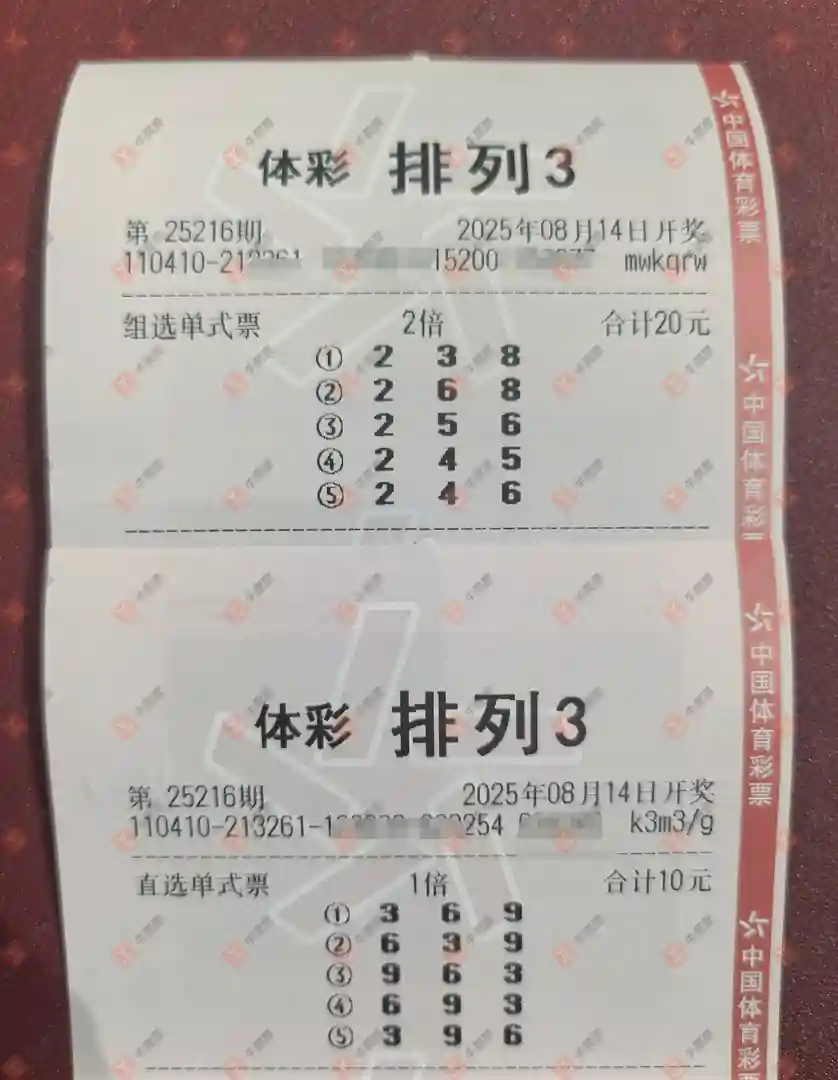 体彩 排列3
第 25216期 2025年08月14日开奖
110410-21 15200 mwkqrw
组选单式票 2倍 合计20元
① 2 3 8
② 2 6 8
③ 2 5 6
④ 2 4 5
⑤ 2 4 6
中国体育彩票
中国体育彩
体彩 排列3
第 25216期 2025年08月14日开奖
110410-213261-1 254 k3m3/g
直选单式票 1倍 合计10元
① 3 6 9
② 6 3 9
③ 9 6 3
④ 6 9 3
⑤ 3 9 6
中国体育彩票
中国体育彩